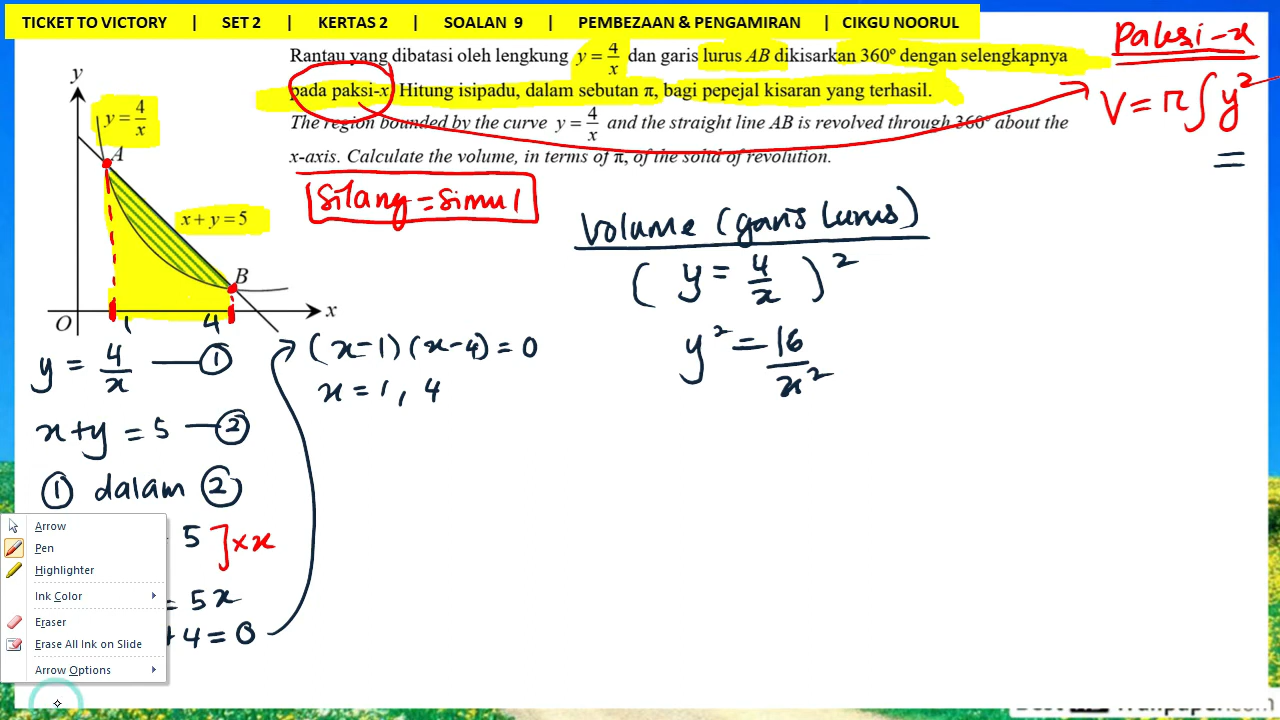 TICKET TO VICTORY | SET 2 | KERTAS 2 | SOALAN 9 | PEMBEZAAN & PENGAMIRAN | CIKGU NOORUL
Rantau yang dibatasi oleh lengkung y = 4/x dan garis lurus AB dikisarkan 360° dengan selengkapnya
pada paksi-x. Hitung isipadu, dalam sebutan π, bagi pepejal kisaran yang terhasil.
The region bounded by the curve y = 4/x and the straight line AB is revolved through 360° about the
x-axis. Calculate the volume, in terms of π, of the solid of revolution.
Paksi-x
V = π ∫ y²
=
Silang = Simul
y
y = 4/x
A
x + y = 5
B
O
x
1
4
y = 4/x — ①
x+y = 5 — ②
① dalam ②
5 ] × x
= 5x
+ 4 = 0
(x-1)(x-4) = 0
x = 1, 4
Volume (garis lurus)
( y = 4/x )²
y² = 16/x²
Arrow
Pen
Highlighter
Ink Color
Eraser
Erase All Ink on Slide
Arrow Options